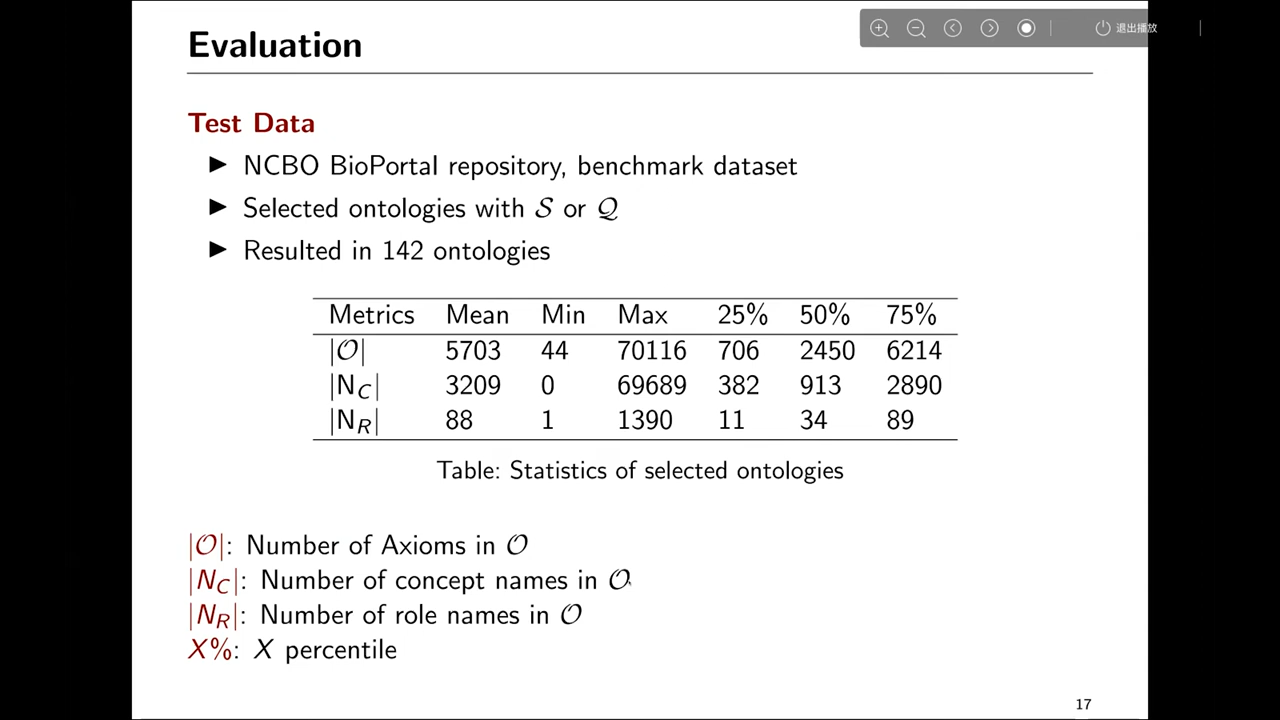 Evaluation
退出播放
Test Data
▶ NCBO BioPortal repository, benchmark dataset
▶ Selected ontologies with 𝒮 or 𝒬
▶ Resulted in 142 ontologies
Metrics Mean Min Max 25% 50% 75%
|𝒪| 5703 44 70116 706 2450 6214
|N_C| 3209 0 69689 382 913 2890
|N_R| 88 1 1390 11 34 89
Table: Statistics of selected ontologies
|𝒪|: Number of Axioms in 𝒪
|N_C|: Number of concept names in 𝒪
|N_R|: Number of role names in 𝒪
X%: X percentile
17